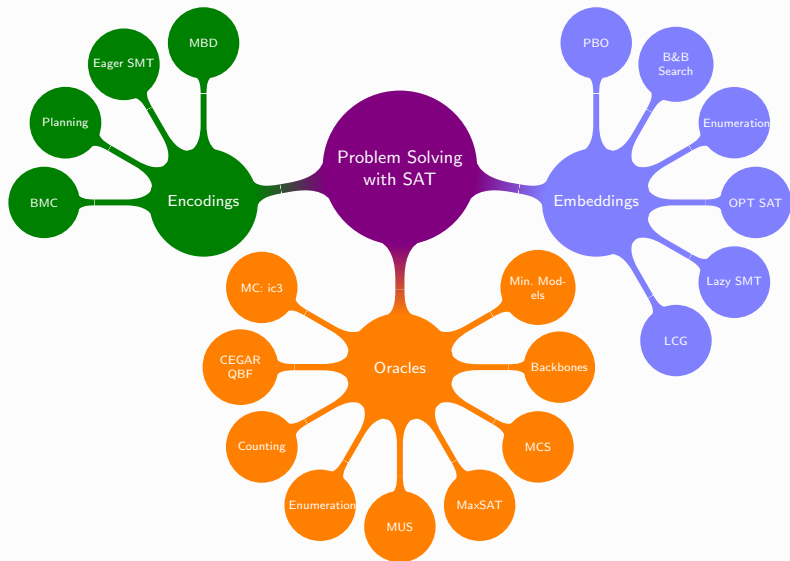 MBD
Eager SMT
Planning
BMC
Encodings
Problem Solving
with SAT
PBO
B&B
Search
Enumeration
OPT SAT
Lazy SMT
LCG
Embeddings
MC: ic3
CEGAR
QBF
Counting
Enumeration
MUS
MaxSAT
MCS
Backbones
Min. Mod-
els
Oracles